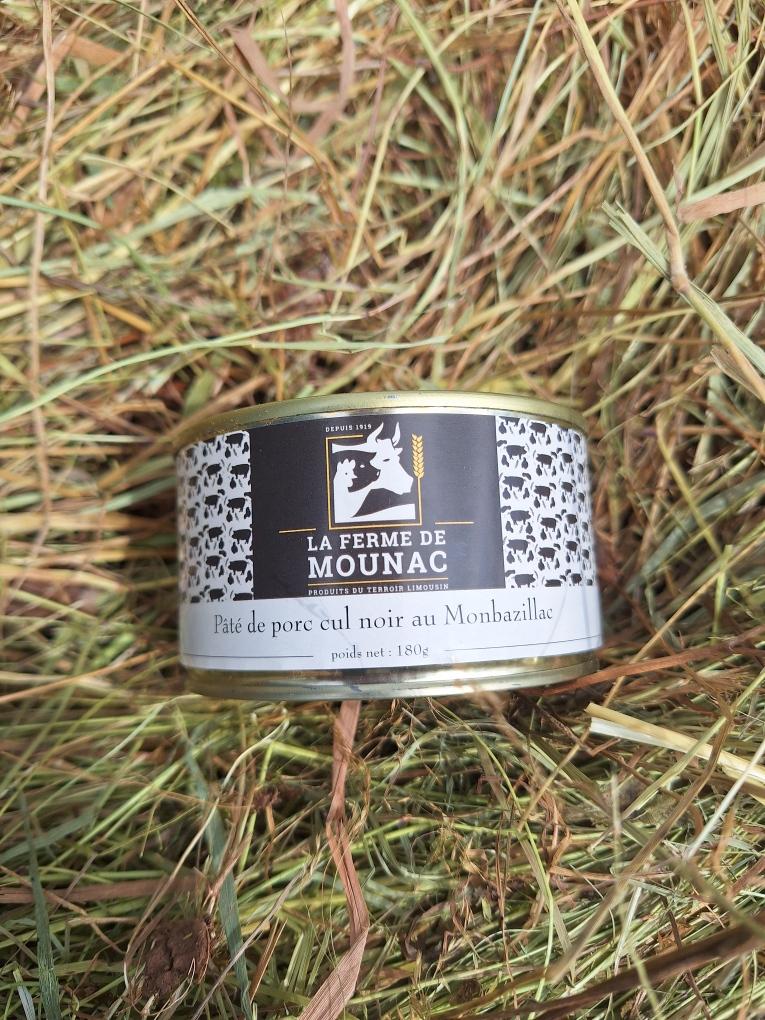 DEPUIS 1919
LA FERME DE
MOUNAC
PRODUITS DU TERROIR LIMOUSIN
Pâté de porc cul noir au Monbazillac
poids net : 180g